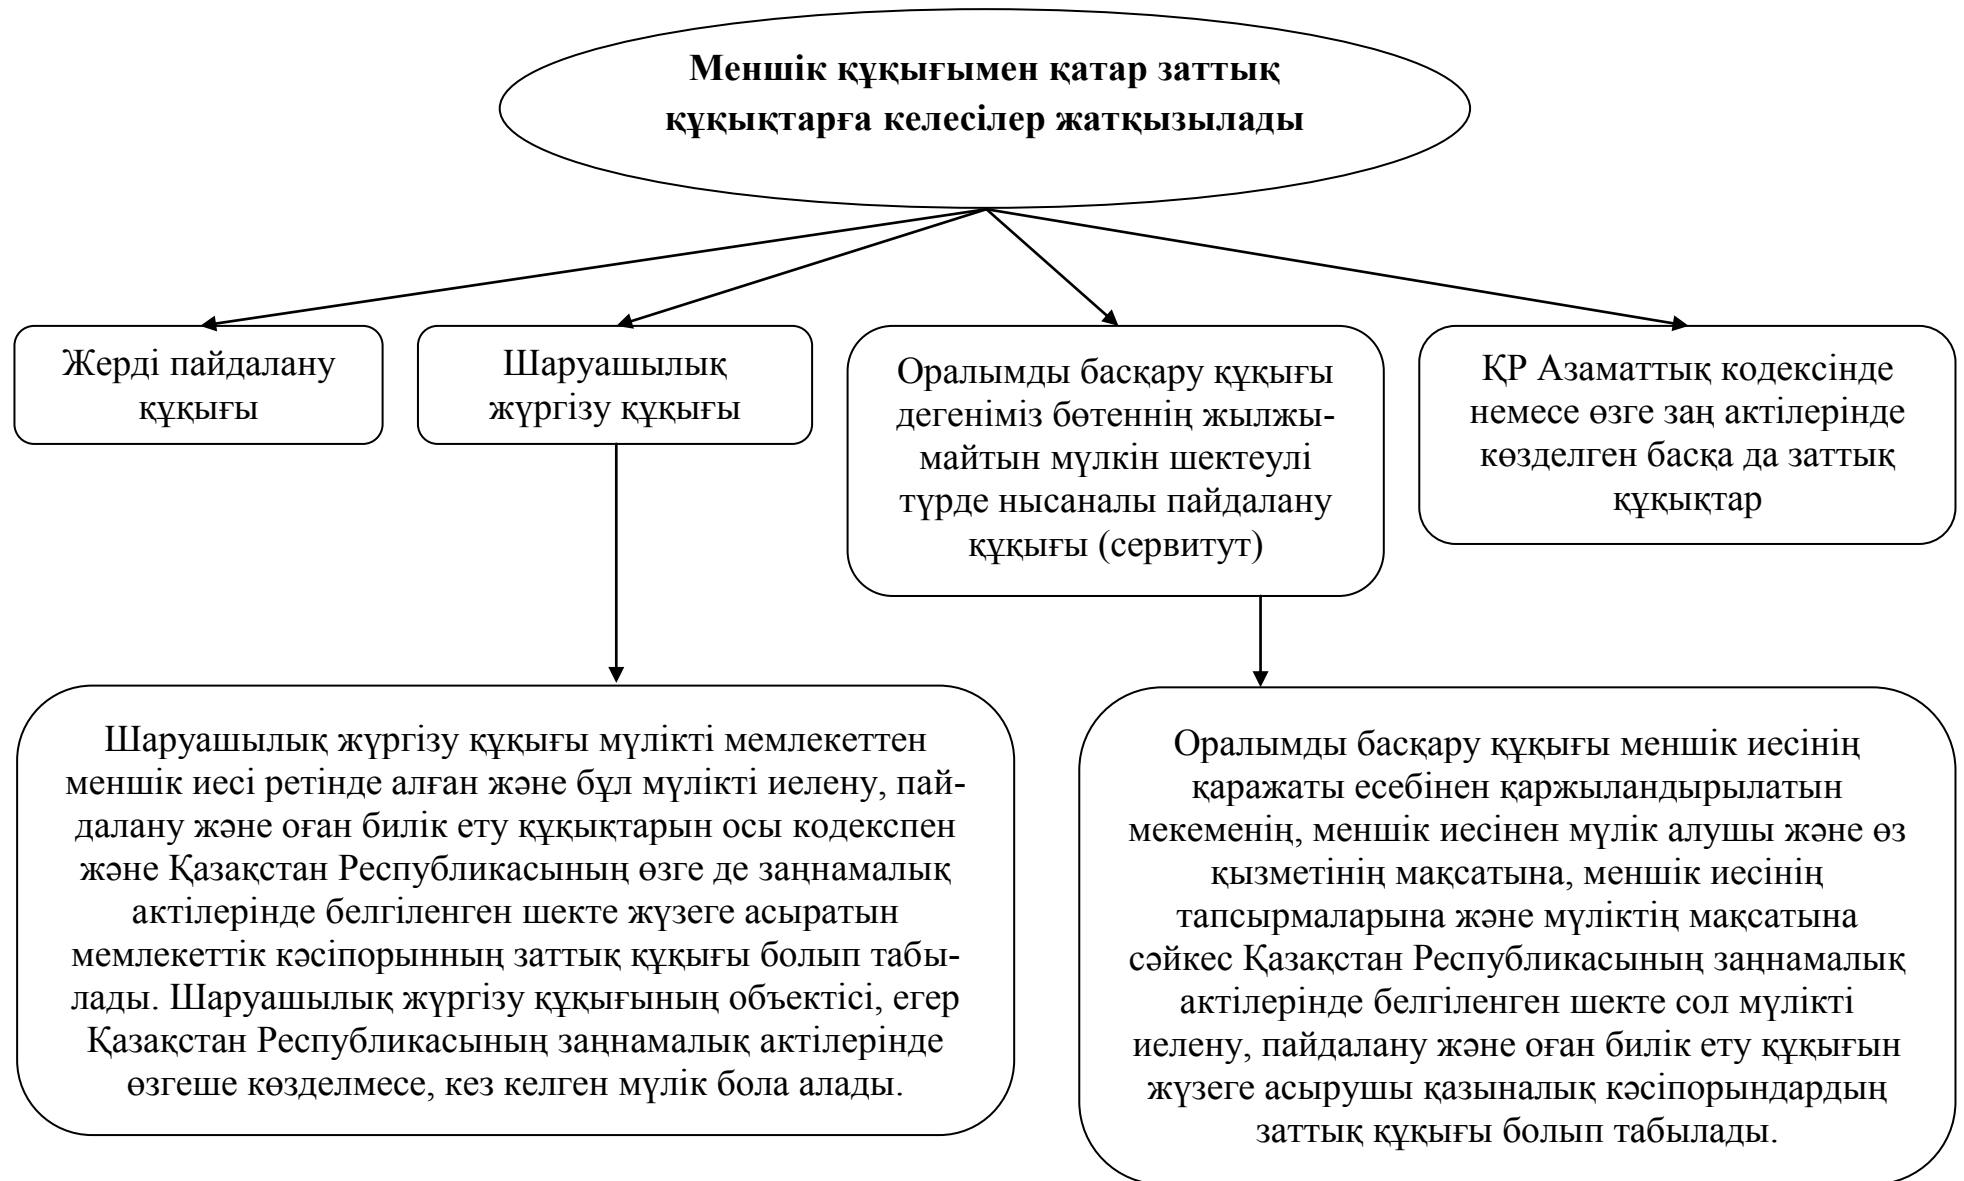 Меншік құқығымен қатар заттық
құқықтарға келесілер жатқызылады
Жерді пайдалану
құқығы
Шаруашылық
жүргізу құқығы
Оралымды басқару құқығы
дегеніміз бөтеннің жылжы-
майтын мүлкін шектеулі
түрде нысаналы пайдалану
құқығы (сервитут)
ҚР Азаматтық кодексінде
немесе өзге заң актілерінде
көзделген басқа да заттық
құқықтар
Шаруашылық жүргізу құқығы мүлікті мемлекеттен
меншік иесі ретінде алған және бұл мүлікті иелену, пай-
далану және оған билік ету құқықтарын осы кодекспен
және Қазақстан Республикасының өзге де заңнамалық
актілерінде белгіленген шекте жүзеге асыратын
мемлекеттік кәсіпорынның заттық құқығы болып табы-
лады. Шаруашылық жүргізу құқығының объектісі, егер
Қазақстан Республикасының заңнамалық актілерінде
өзгеше көзделмесе, кез келген мүлік бола алады.
Оралымды басқару құқығы меншік иесінің
қаражаты есебінен қаржыландырылатын
мекеменің, меншік иесінен мүлік алушы және өз
қызметінің мақсатына, меншік иесінің
тапсырмаларына және мүліктің мақсатына
сәйкес Қазақстан Республикасының заңнамалық
актілерінде белгіленген шекте сол мүлікті
иелену, пайдалану және оған билік ету құқығын
жүзеге асырушы қазыналық кәсіпорындардың
заттық құқығы болып табылады.